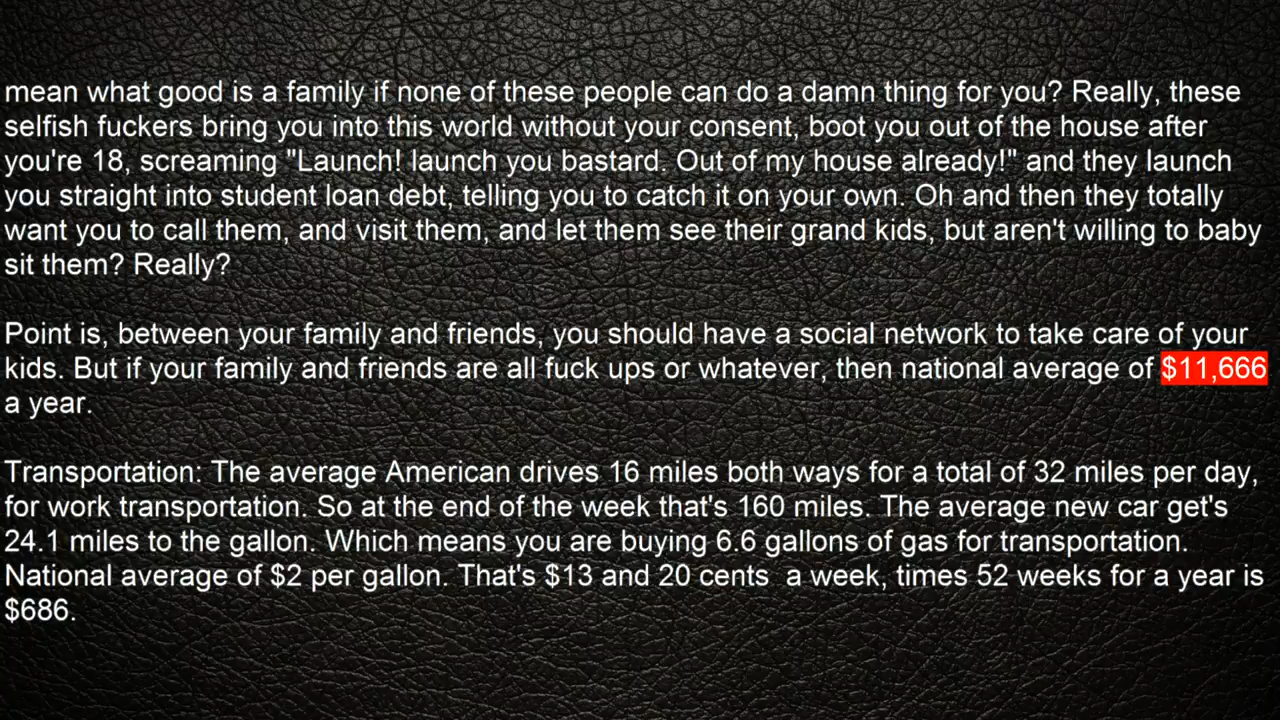 mean what good is a family if none of these people can do a damn thing for you? Really, these
selfish fuckers bring you into this world without your consent, boot you out of the house after
you're 18, screaming "Launch! launch you bastard. Out of my house already!" and they launch
you straight into student loan debt, telling you to catch it on your own. Oh and then they totally
want you to call them, and visit them, and let them see their grand kids, but aren't willing to baby
sit them? Really?
Point is, between your family and friends, you should have a social network to take care of your
kids. But if your family and friends are all fuck ups or whatever, then national average of $11,666
a year.
Transportation: The average American drives 16 miles both ways for a total of 32 miles per day,
for work transportation. So at the end of the week that's 160 miles. The average new car get's
24.1 miles to the gallon. Which means you are buying 6.6 gallons of gas for transportation.
National average of $2 per gallon. That's $13 and 20 cents  a week, times 52 weeks for a year is
$686.